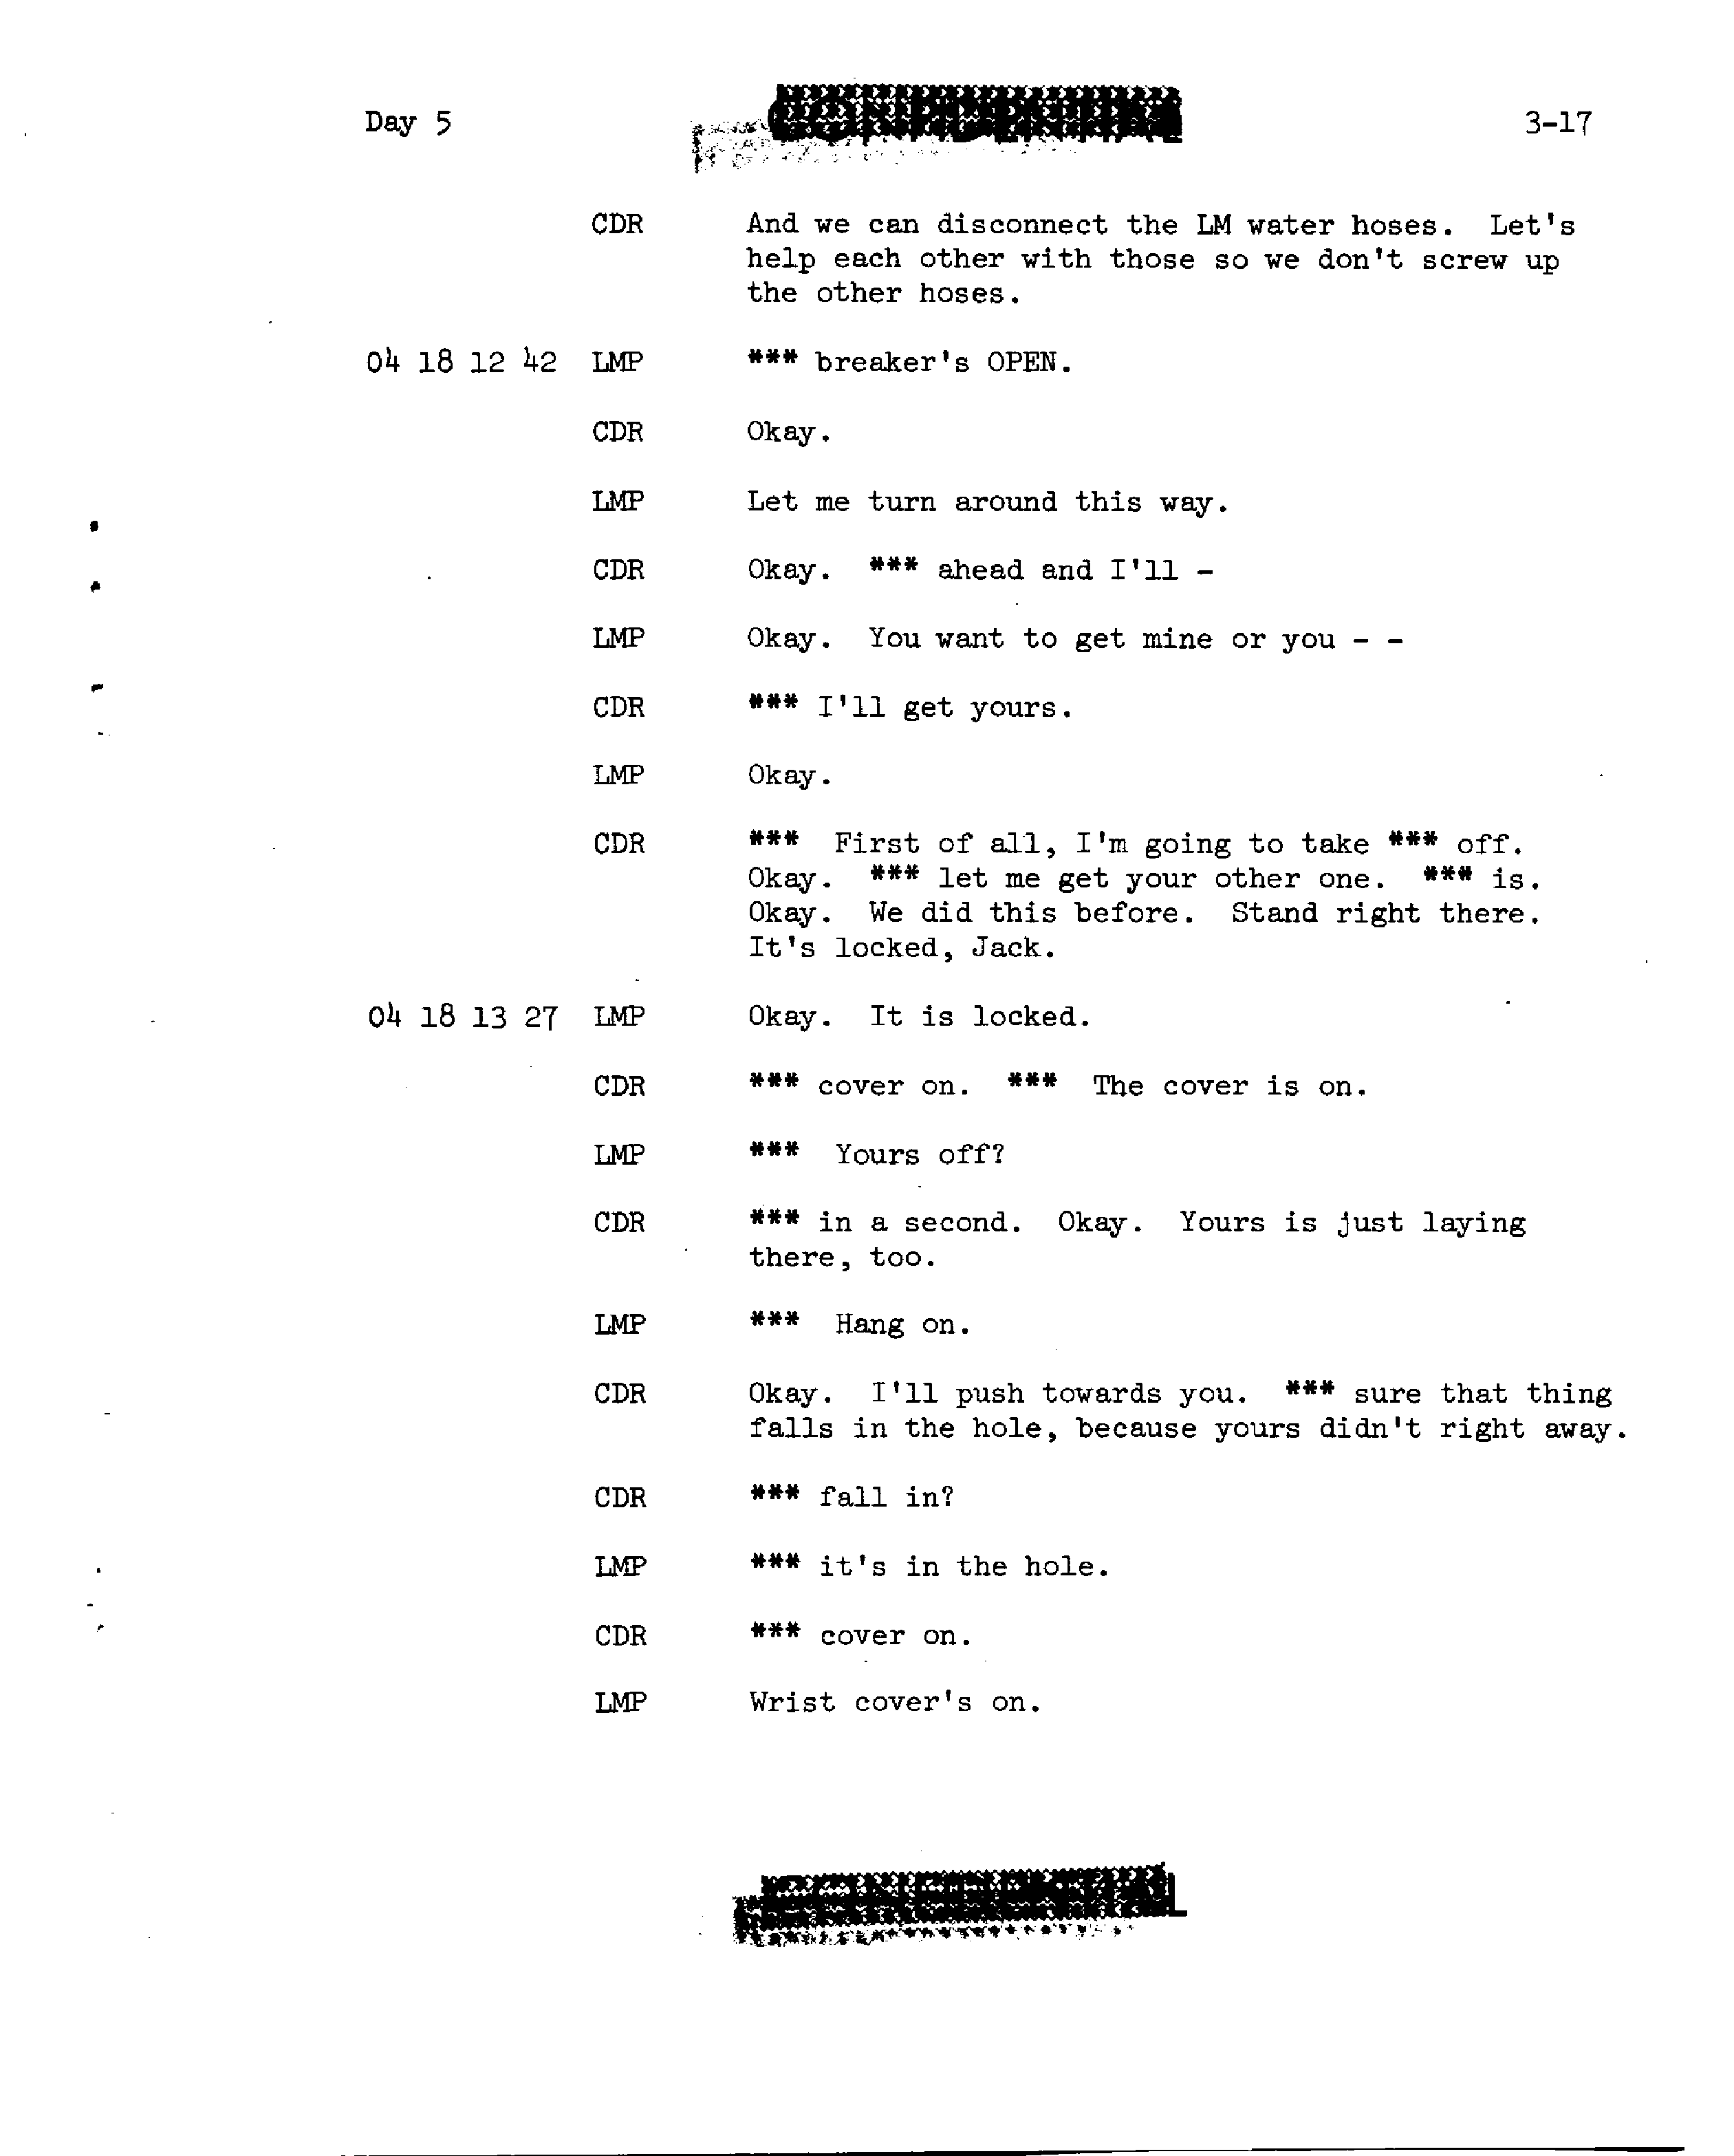 Day 5
3-17
CDR And we can disconnect the LM water hoses. Let's
help each other with those so we don't screw up
the other hoses.
04 18 12 42 LMP *** breaker's OPEN.
CDR Okay.
LMP Let me turn around this way.
CDR Okay. *** ahead and I'll -
LMP Okay. You want to get mine or you - -
CDR *** I'll get yours.
LMP Okay.
CDR *** First of all, I'm going to take *** off.
Okay. *** let me get your other one. *** is.
Okay. We did this before. Stand right there.
It's locked, Jack.
04 18 13 27 LMP Okay. It is locked.
CDR *** cover on. *** The cover is on.
LMP *** Yours off?
CDR *** in a second. Okay. Yours is just laying
there, too.
LMP *** Hang on.
CDR Okay. I'll push towards you. *** sure that thing
falls in the hole, because yours didn't right away.
CDR *** fall in?
LMP *** it's in the hole.
CDR *** cover on.
LMP Wrist cover's on.